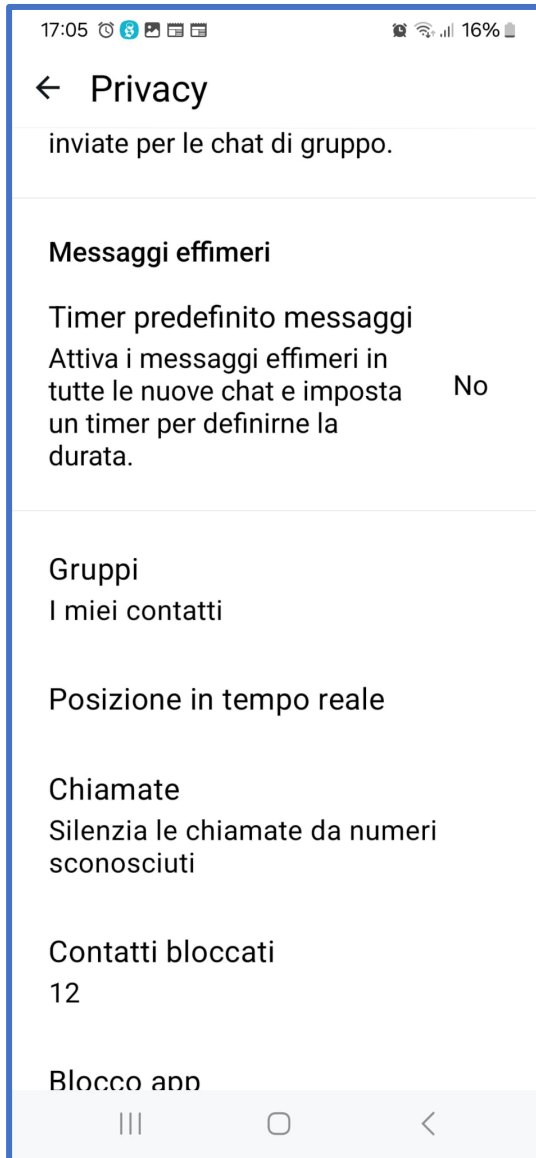 17:05
16%
Privacy
inviate per le chat di gruppo.
Messaggi effimeri
Timer predefinito messaggi
Attiva i messaggi effimeri in
tutte le nuove chat e imposta
un timer per definirne la
durata.
No
Gruppi
I miei contatti
Posizione in tempo reale
Chiamate
Silenzia le chiamate da numeri
sconosciuti
Contatti bloccati
12
Blocco app